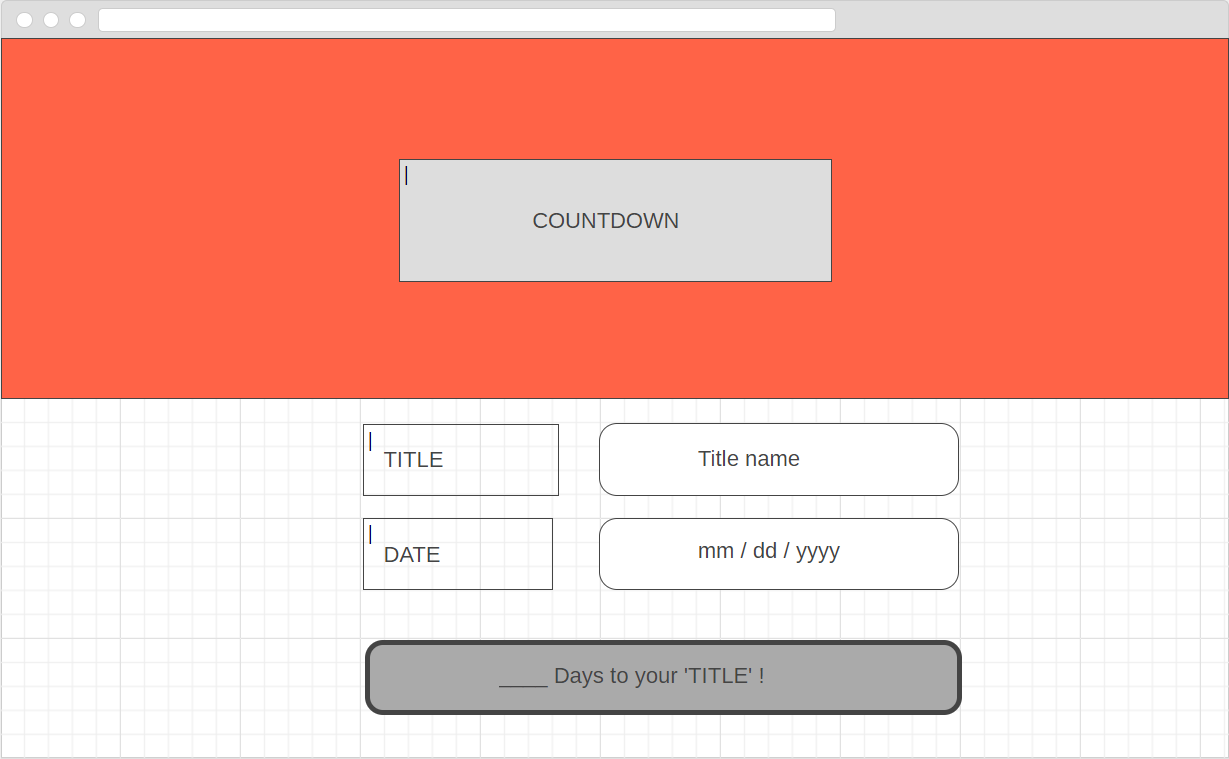 COUNTDOWN
TITLE
Title name
DATE
mm / dd / yyyy
____ Days to your 'TITLE' !